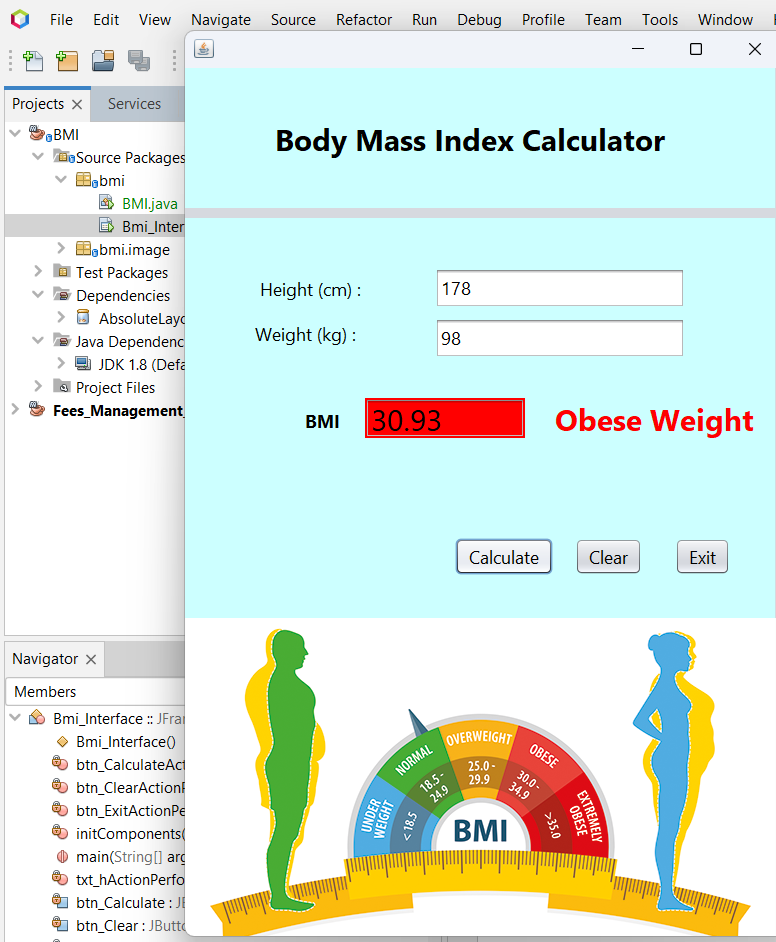 File Edit View Navigate Source Refactor Run Debug Profile Team Tools Window
Projects Services
BMI
Source Packages
bmi
BMI.java
Bmi_Inter
bmi.image
Test Packages
Dependencies
AbsoluteLayo
Java Dependenc
JDK 1.8 (Defa
Project Files
Fees_Management_
Body Mass Index Calculator
Height (cm) : 178
Weight (kg) : 98
BMI 30.93 Obese Weight
Calculate Clear Exit
Navigator
Members
Bmi_Interface :: JFra
Bmi_Interface()
btn_CalculateAct
btn_ClearActionP
btn_ExitActionPe
initComponents(
main(String[] arg
txt_hActionPerfo
btn_Calculate : JB
btn_Clear : JButto
UNDER WEIGHT
< 18.5
NORMAL
18.5 - 24.9
OVERWEIGHT
25.0 - 29.9
OBESE
30.0 - 34.9
EXTREMELY OBESE
>35.0
BMI